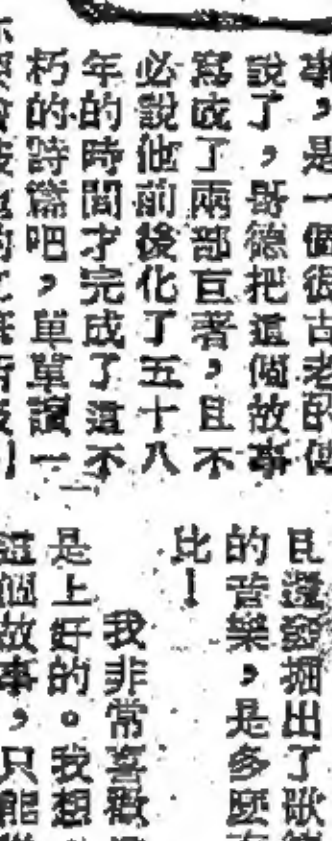 事，是一個很古老的傳
說了，哥德把這個故事
寫成了兩部巨著，且不
必說他前後化了五十八
年的時間才完成了這不
朽的詩篇吧，單單讀一
且還發掘出了歌德
的音樂，是多麼
比！
我非常喜歡
是上好的。我想
這個故事，只能